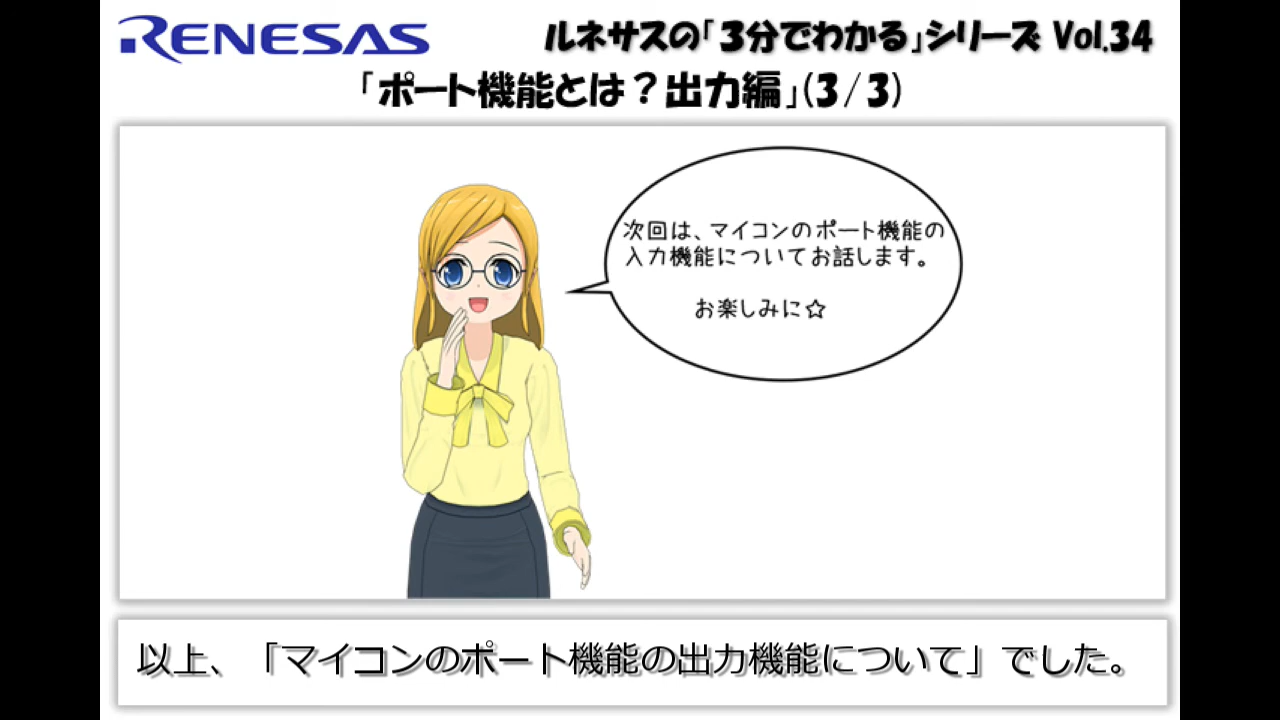 RENESAS
ルネサスの「3分でわかる」シリーズ Vol.34
「ポート機能とは？出力編」(3/3)
次回は、マイコンのポート機能の
入力機能についてお話します。
お楽しみに☆
以上、「マイコンのポート機能の出力機能について」でした。